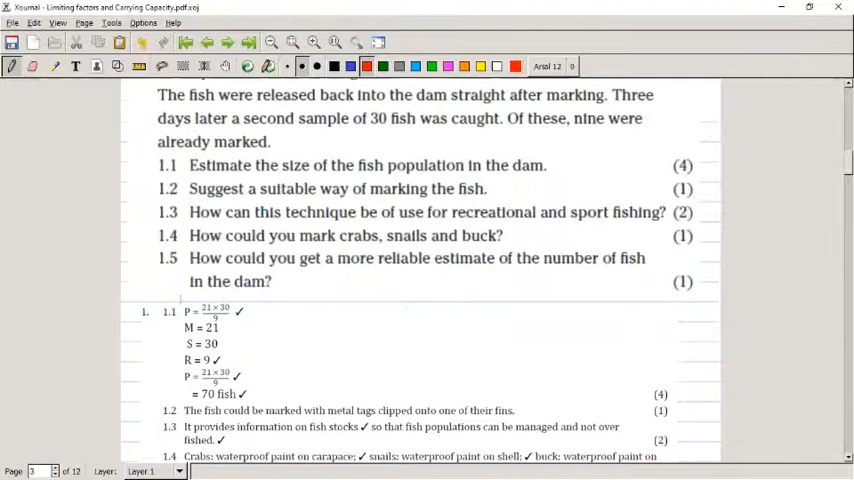 Xournal - Limiting factors and Carrying Capacity.pdf.xoj
File Edit View Page Tools Options Help
Arial 12 0
The fish were released back into the dam straight after marking. Three
days later a second sample of 30 fish was caught. Of these, nine were
already marked.
1.1 Estimate the size of the fish population in the dam. (4)
1.2 Suggest a suitable way of marking the fish. (1)
1.3 How can this technique be of use for recreational and sport fishing? (2)
1.4 How could you mark crabs, snails and buck? (1)
1.5 How could you get a more reliable estimate of the number of fish
in the dam? (1)
1. 1.1 P = 21 × 30 / 9 ✓
M = 21
S = 30
R = 9 ✓
P = 21 × 30 / 9 ✓
= 70 fish ✓ (4)
1.2 The fish could be marked with metal tags clipped onto one of their fins. (1)
1.3 It provides information on fish stocks ✓ so that fish populations can be managed and not over
fished. ✓ (2)
1.4 Crabs: waterproof paint on carapace; ✓ snails: waterproof paint on shell; ✓ buck: waterproof paint on
Page 3 of 12 Layer: Layer 1